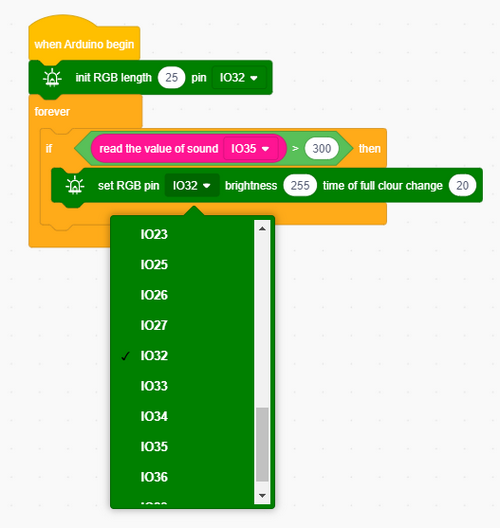 when Arduino begin
init RGB length 25 pin IO32
forever
if read the value of sound IO35 > 300 then
set RGB pin IO32 brightness 255 time of full clour change 20
IO23
IO25
IO26
IO27
✓ IO32
IO33
IO34
IO35
IO36